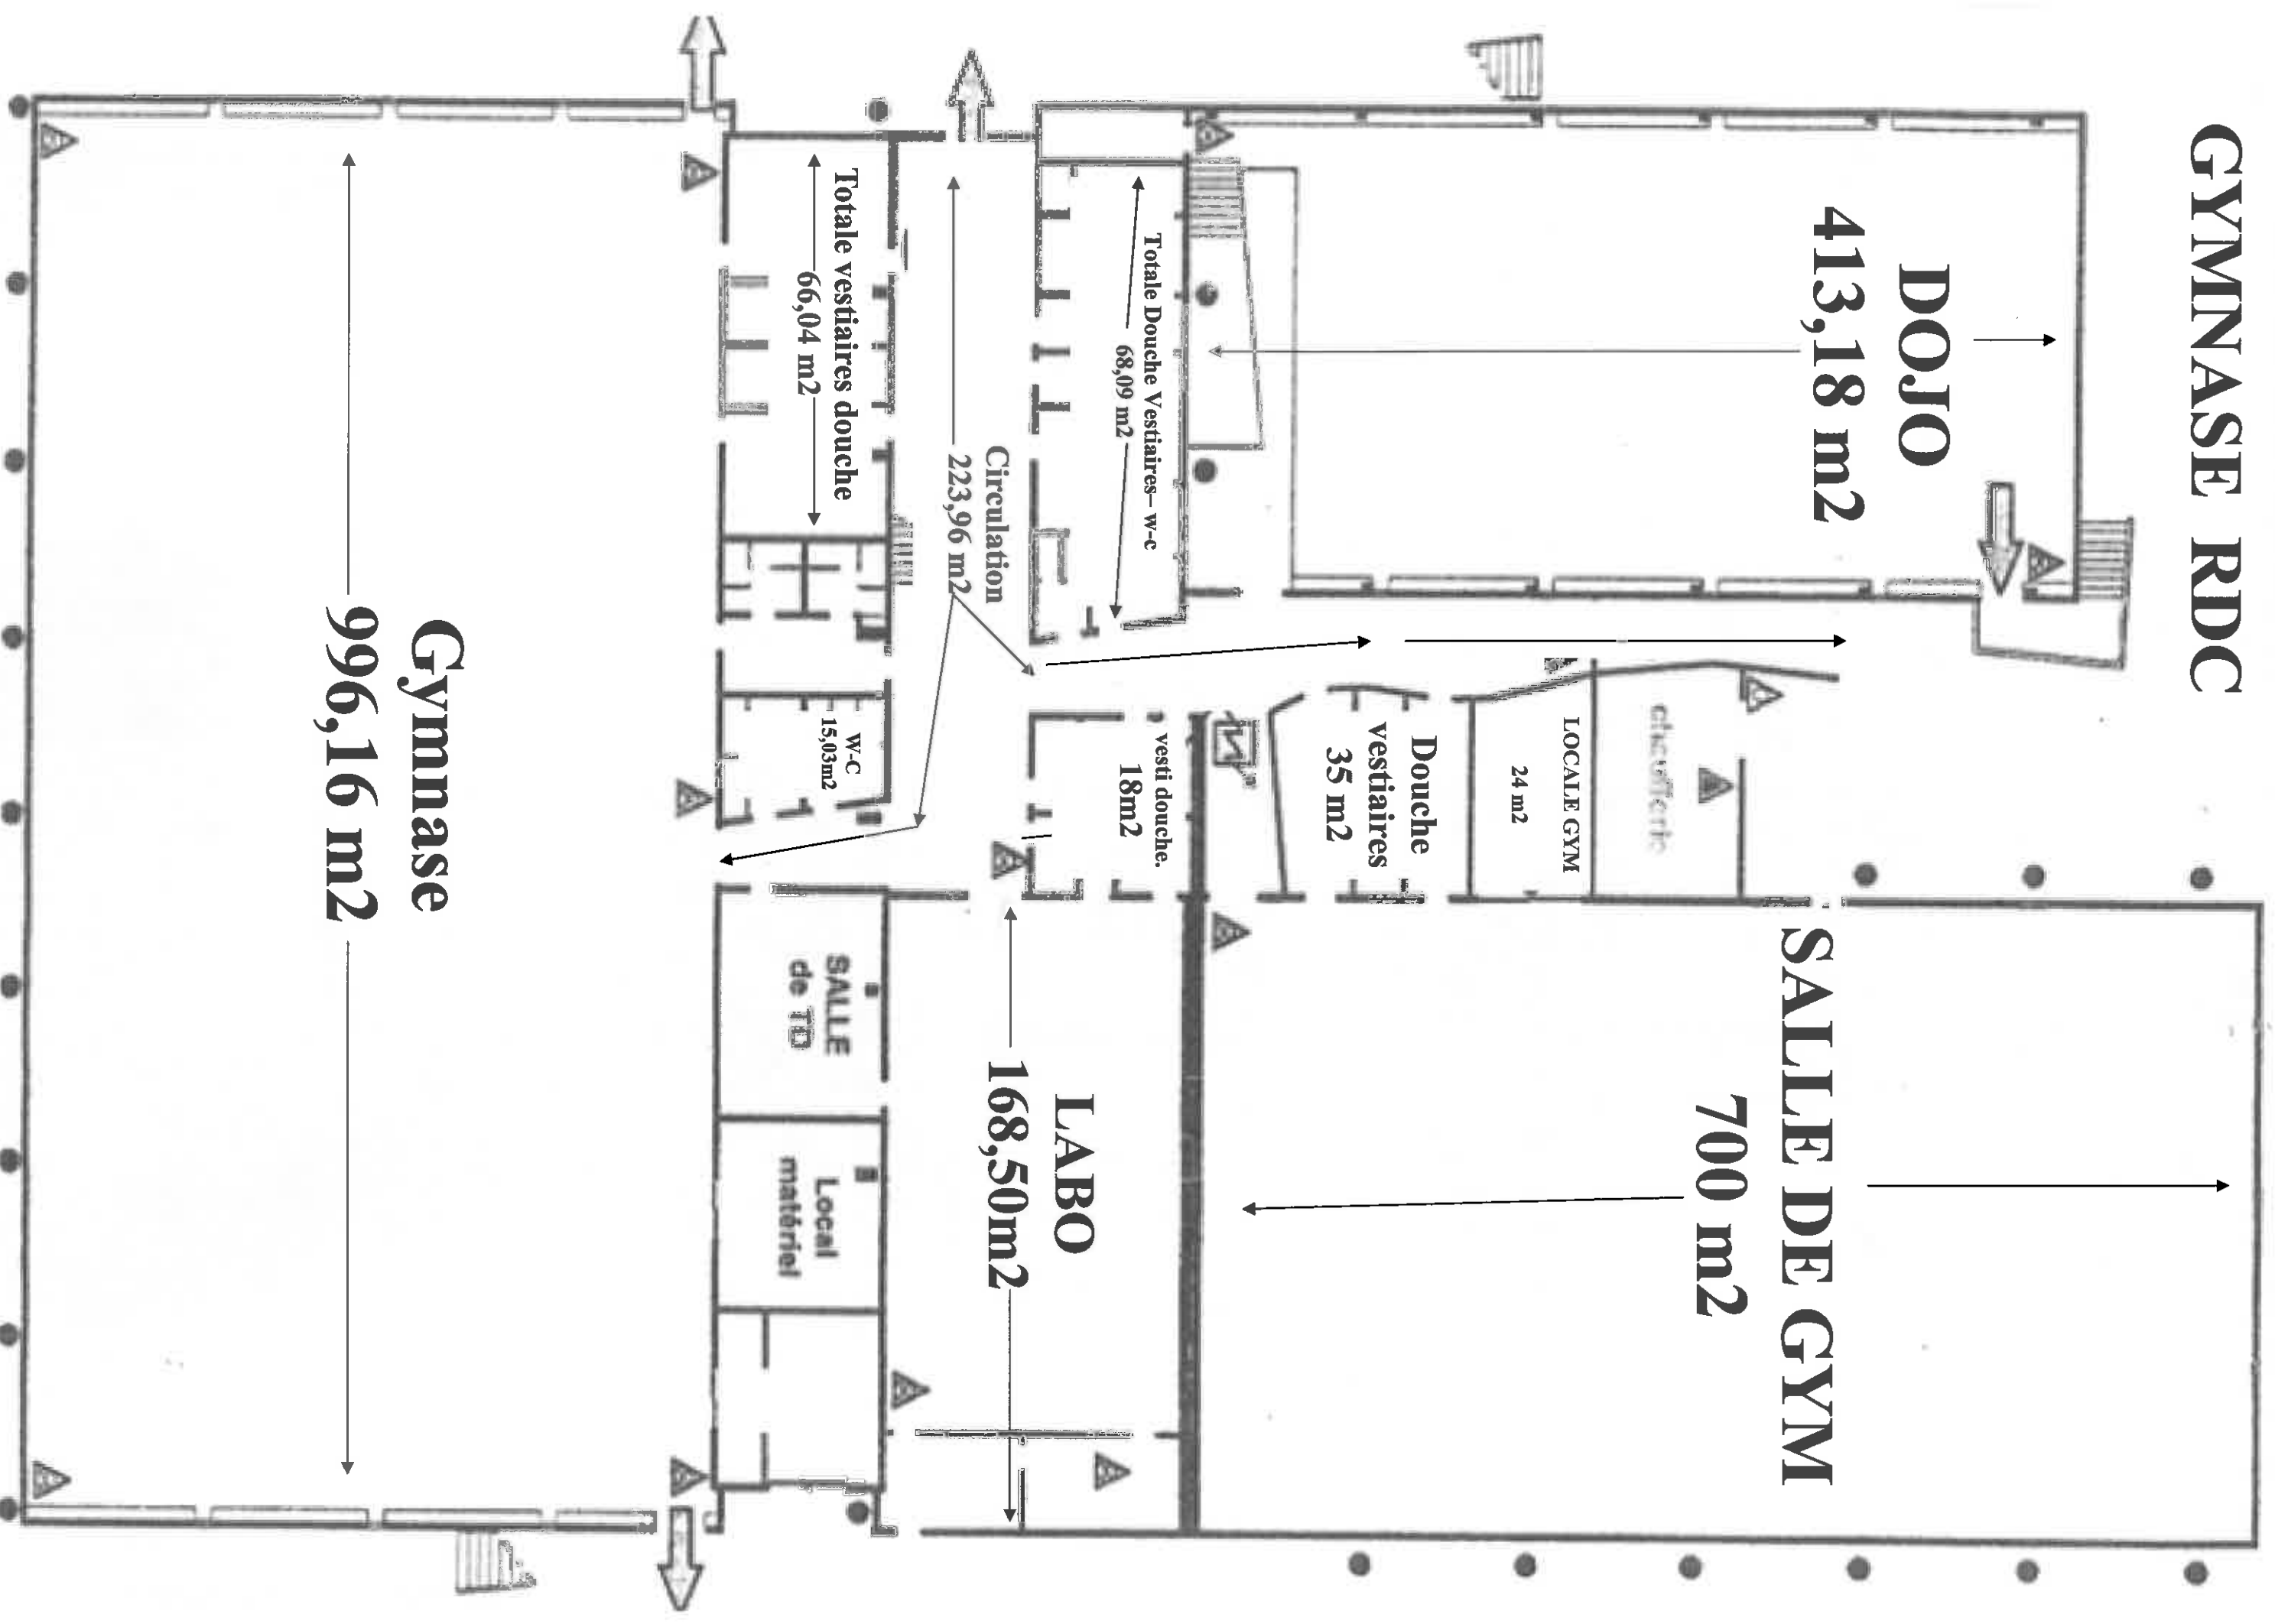 GYMNASE RDC
DOJO
413,18 m2
SALLE DE GYM
700 m2
chaufferie
LOCALE GYM
24 m2
Douche
vestiaires
35 m2
vesti douche.
18m2
Totale Douche Vestiaires– w-c
68,09 m2
Circulation
223,96 m2
LABO
168,50m2
Totale vestiaires douche
66,04 m2
W-C
15,03m2
SALLE
de TD
Local
matériel
Gymnase
996,16 m2